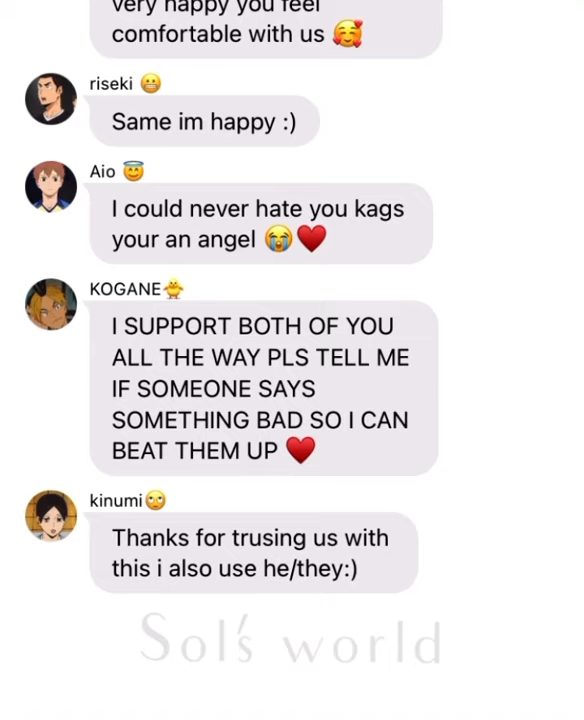 very happy you feel
comfortable with us 🥰
riseki 😬
Same im happy :)
Aio 😇
I could never hate you kags
your an angel 😭♥️
KOGANE🐥
I SUPPORT BOTH OF YOU
ALL THE WAY PLS TELL ME
IF SOMEONE SAYS
SOMETHING BAD SO I CAN
BEAT THEM UP ♥️
kinumi🙄
Thanks for trusing us with
this i also use he/they:)
Sol's world